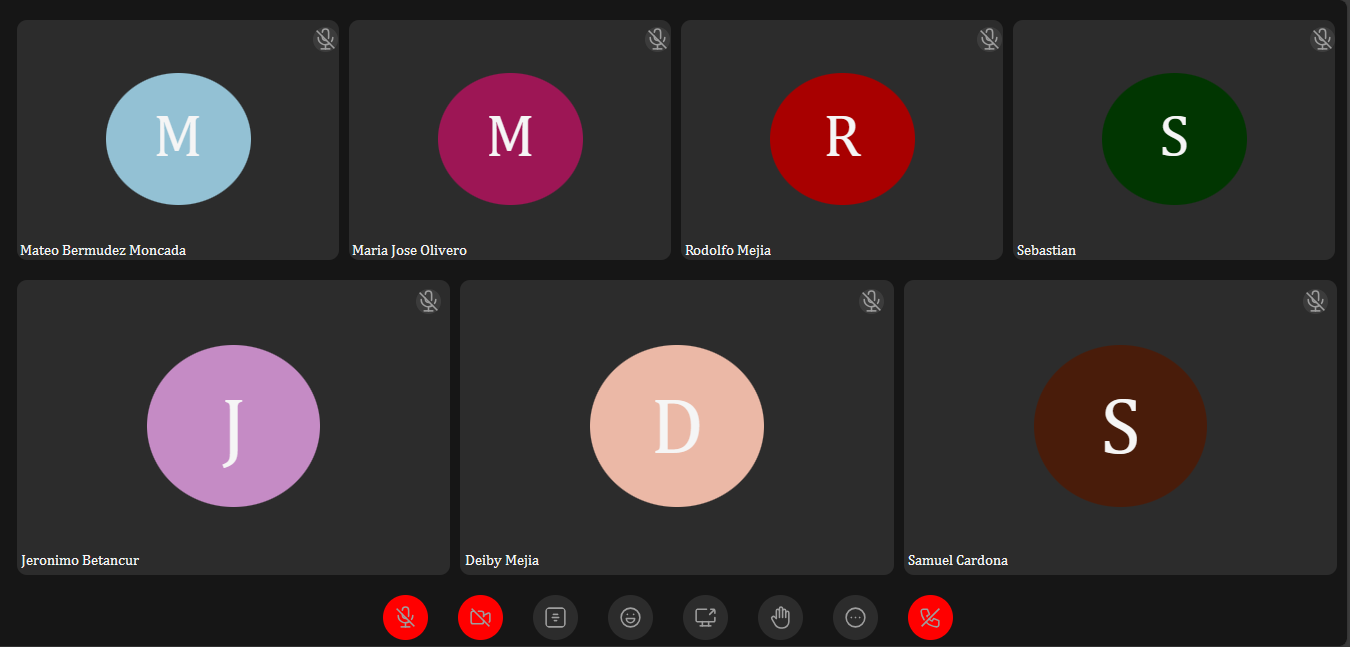 M
Mateo Bermudez Moncada
M
Maria Jose Olivero
R
Rodolfo Mejia
S
Sebastian
J
Jeronimo Betancur
D
Deiby Mejia
S
Samuel Cardona